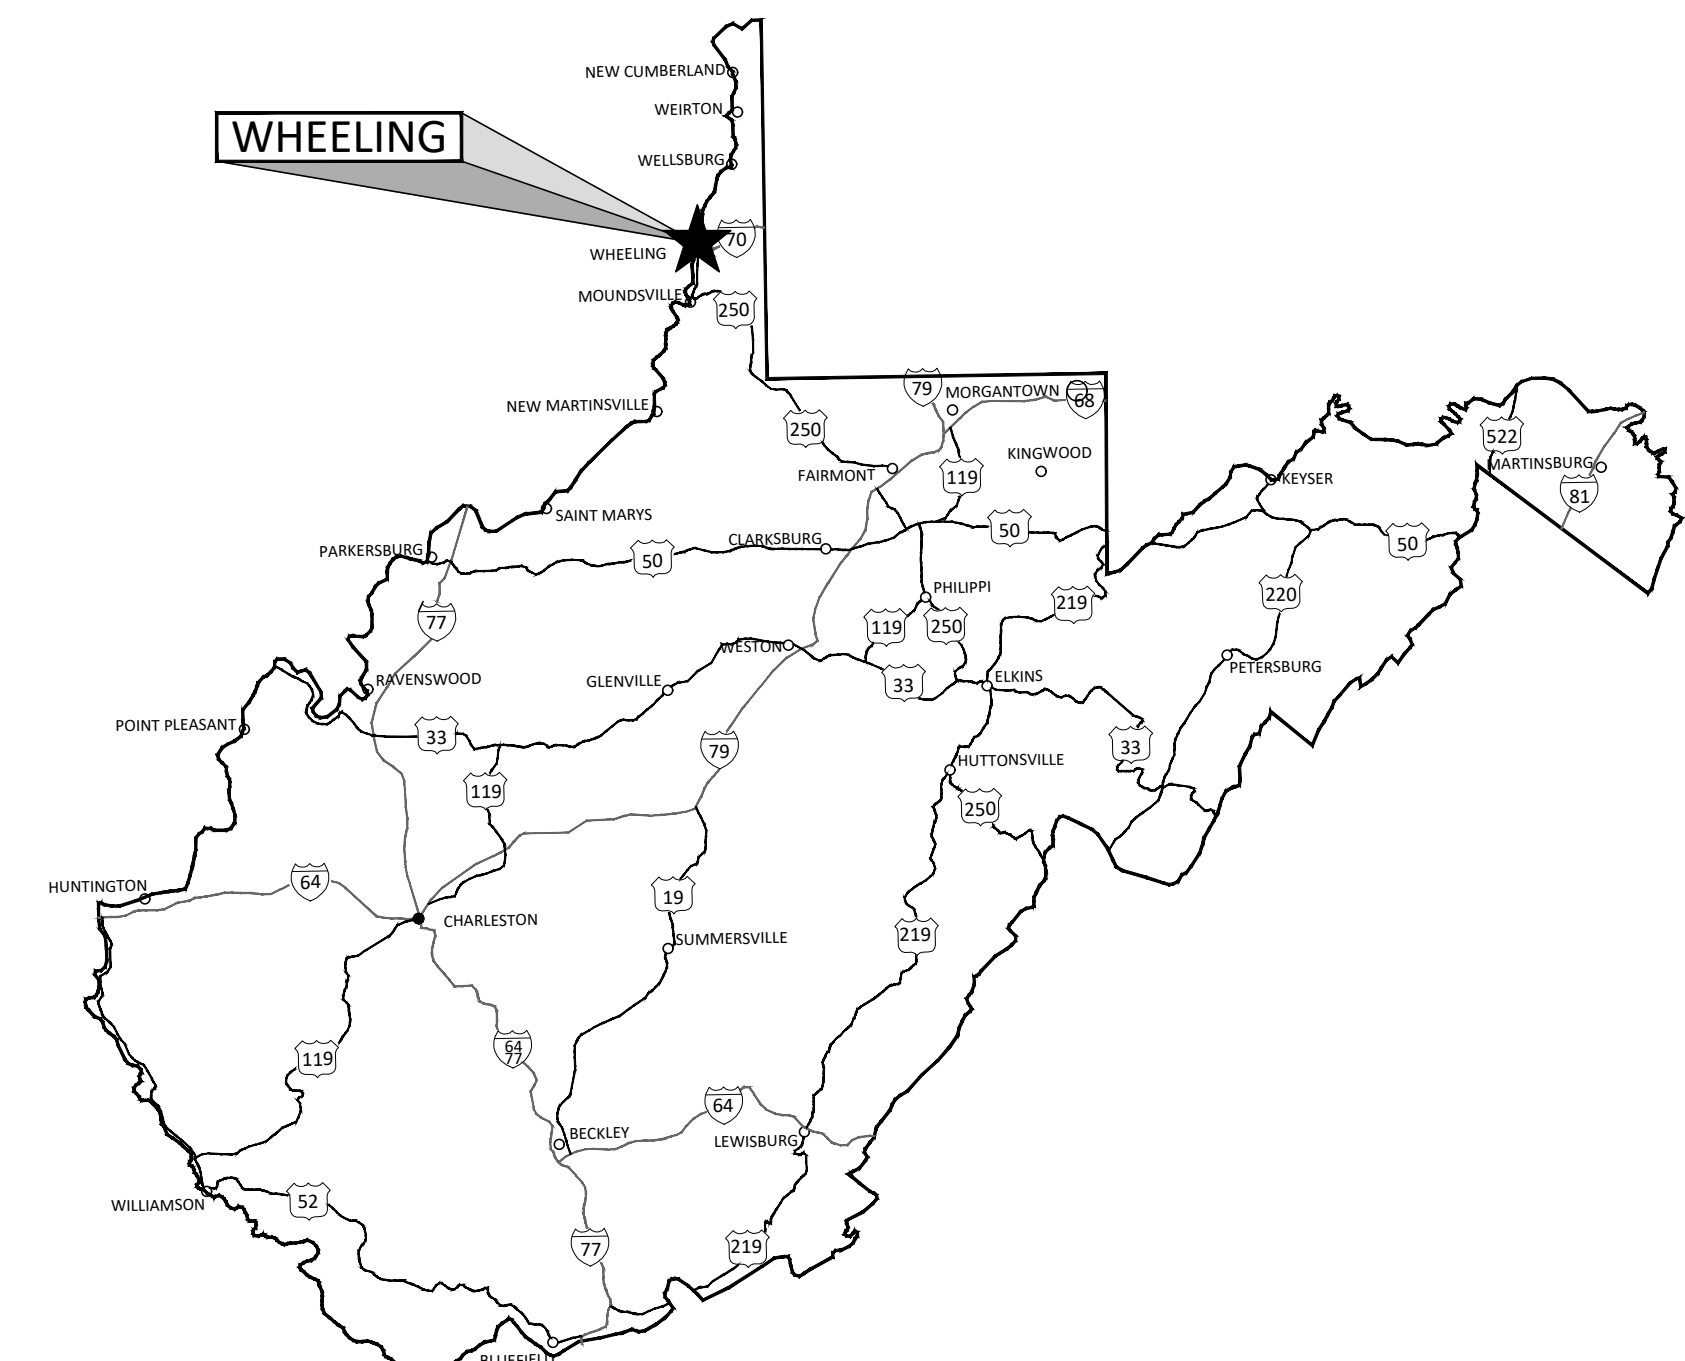 NEW CUMBERLAND
WEIRTON
WHEELING
WELLSBURG
70
WHEELING
MOUNDSVILLE
250
79
MORGANTOWN
68
NEW MARTINSVILLE
250
522
KINGWOOD
MARTINSBURG
FAIRMONT
119
KEYSER
81
SAINT MARYS
50
CLARKSBURG
50
PARKERSBURG
50
PHILIPPI
220
219
77
119
250
WESTON
PETERSBURG
ELKINS
RAVENSWOOD
GLENVILLE
33
POINT PLEASANT
33
79
33
HUTTONSVILLE
119
250
64
HUNTINGTON
19
CHARLESTON
219
SUMMERSVILLE
64
77
119
64
BECKLEY
LEWISBURG
52
WILLIAMSON
77
219
BLUEFIELD